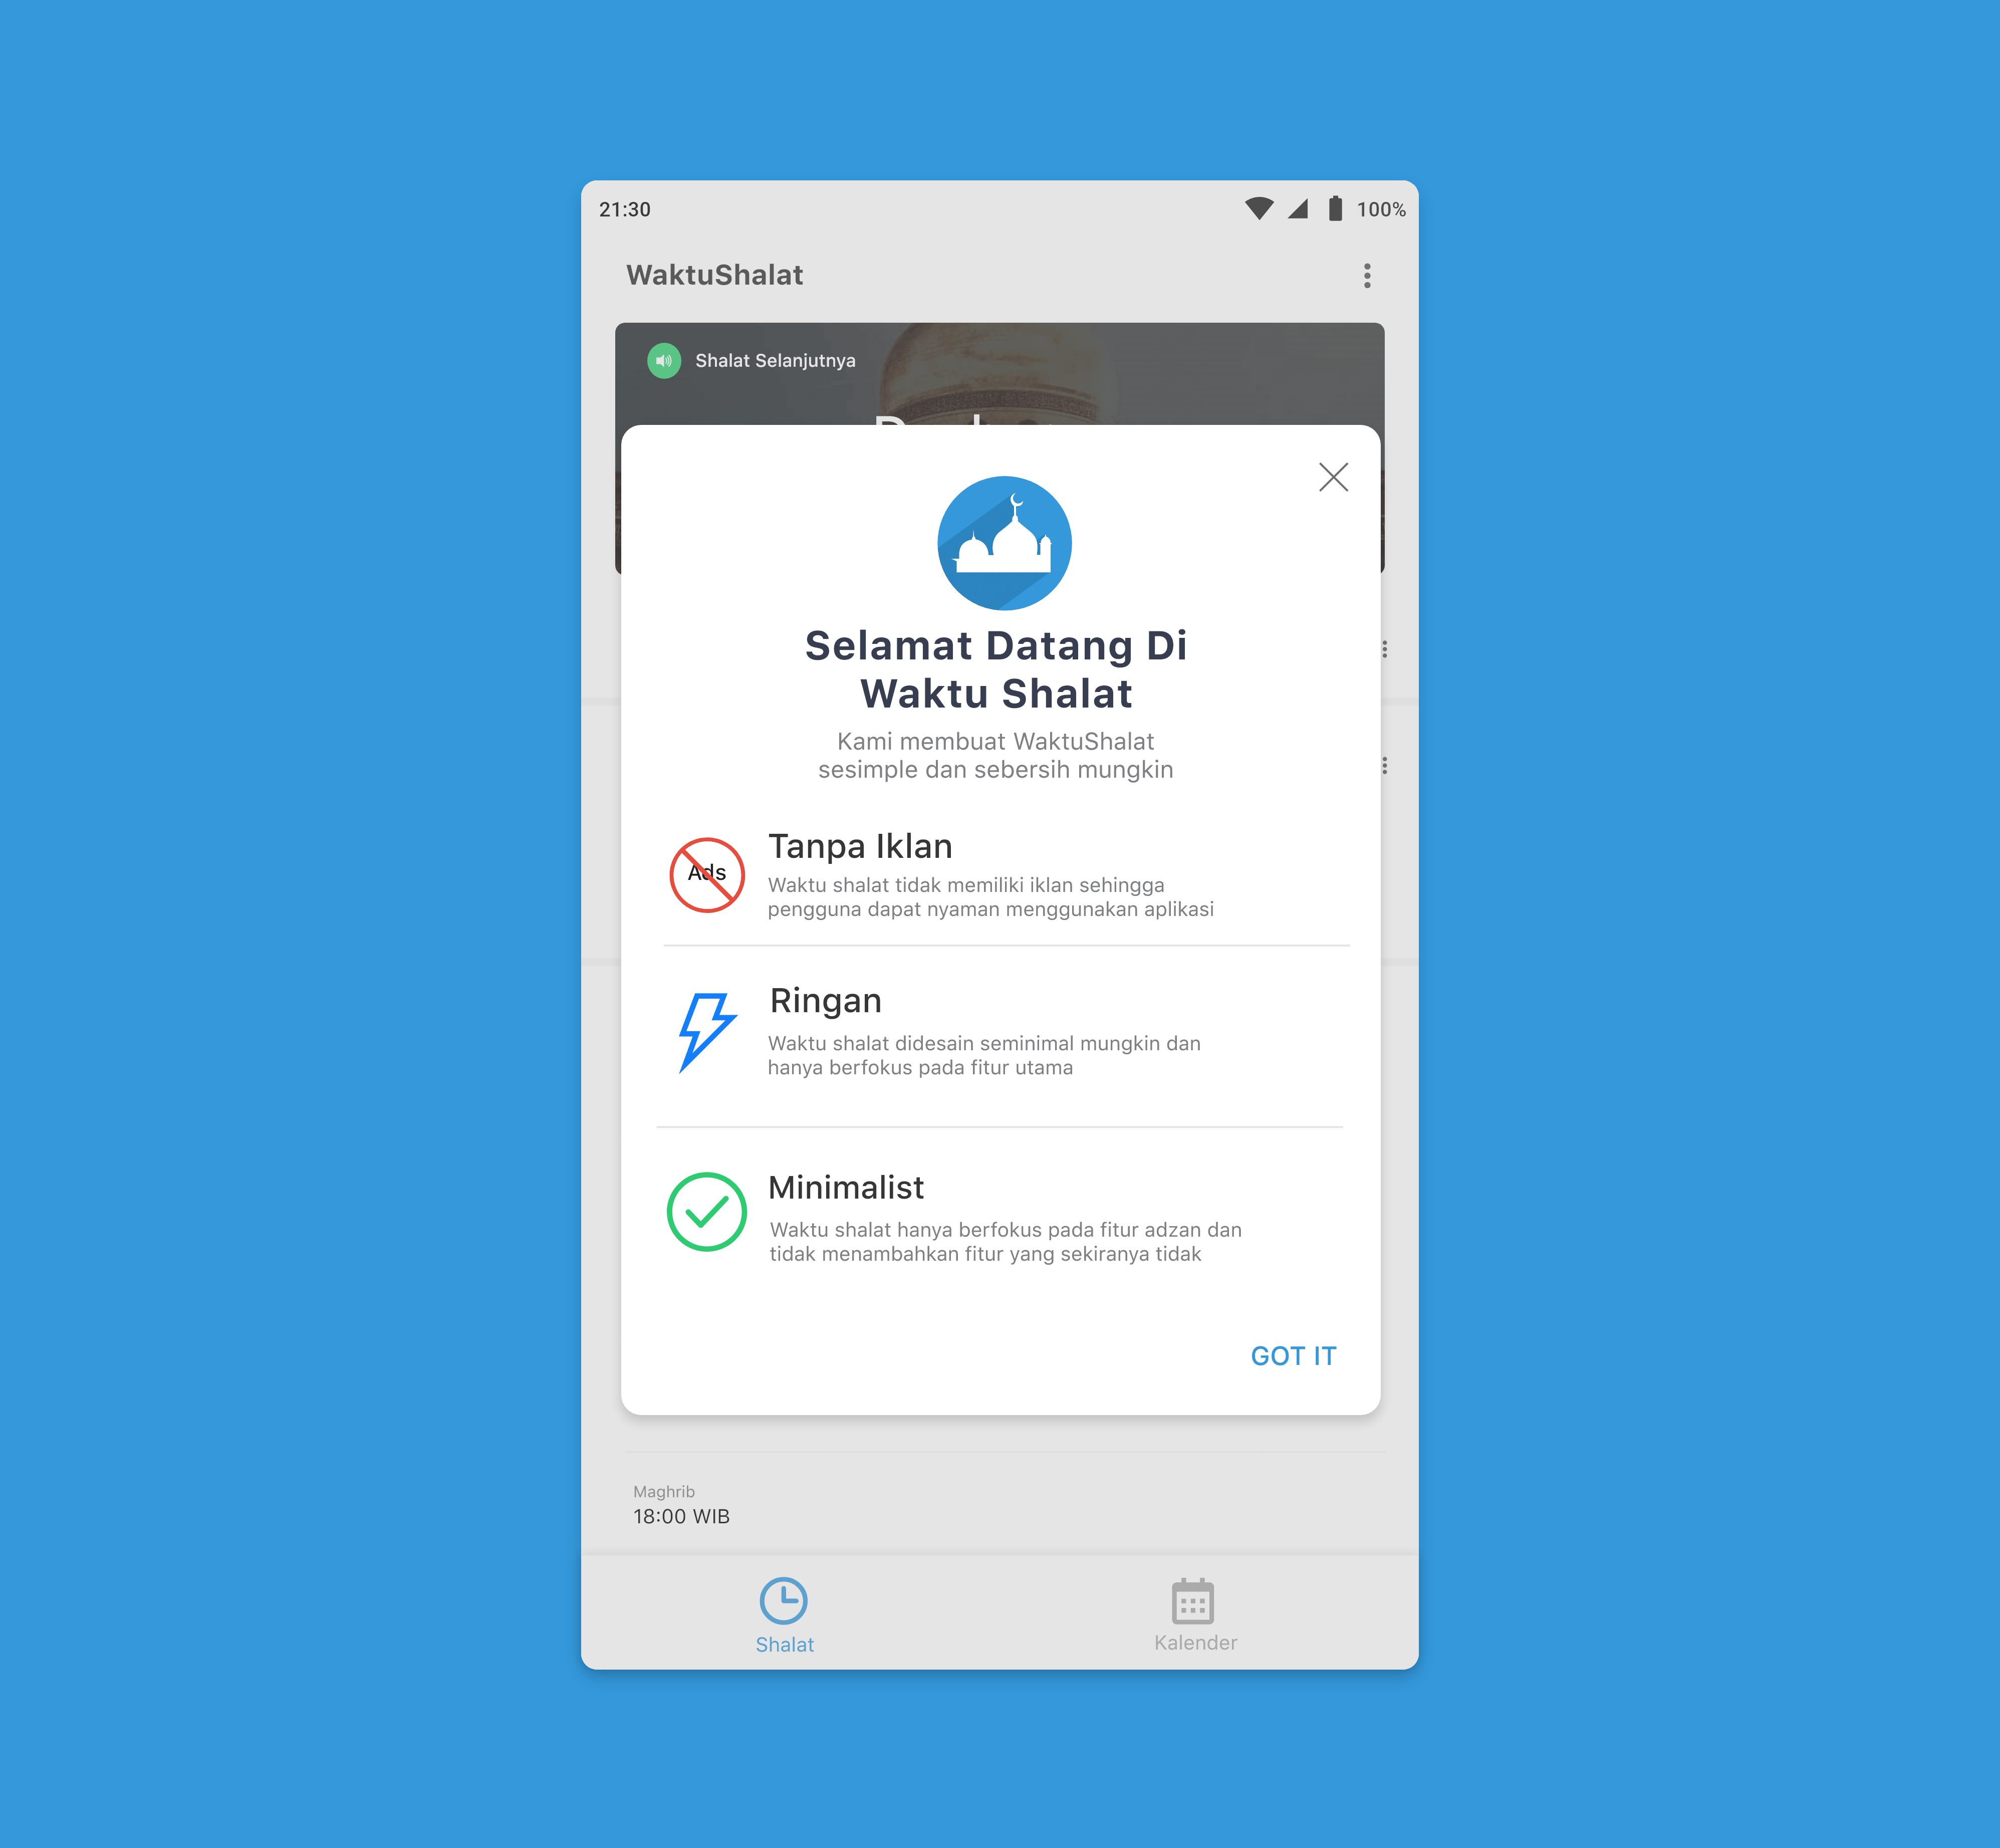 21:30
100%
WaktuShalat
Shalat Selanjutnya
Selamat Datang Di
Waktu Shalat
Kami membuat WaktuShalat
sesimple dan sebersih mungkin
Ads
Tanpa Iklan
Waktu shalat tidak memiliki iklan sehingga
pengguna dapat nyaman menggunakan aplikasi
Ringan
Waktu shalat didesain seminimal mungkin dan
hanya berfokus pada fitur utama
Minimalist
Waktu shalat hanya berfokus pada fitur adzan dan
tidak menambahkan fitur yang sekiranya tidak
GOT IT
Maghrib
18:00 WIB
Shalat
Kalender